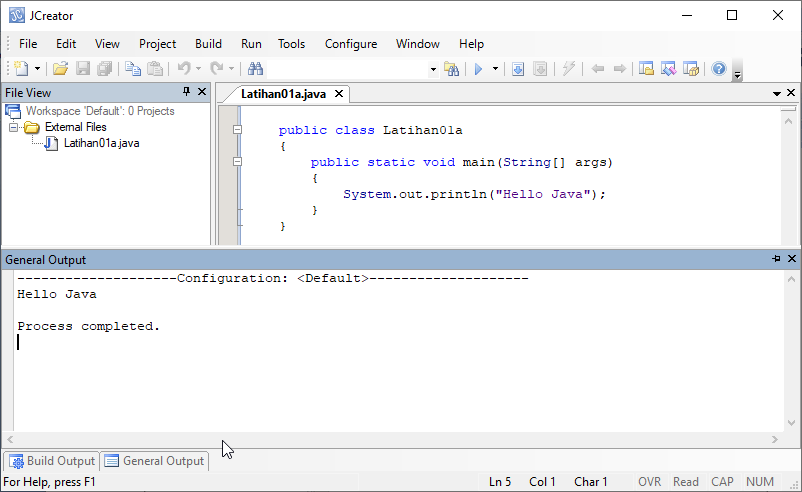 JCreator
File Edit View Project Build Run Tools Configure Window Help
File View
Workspace 'Default': 0 Projects
External Files
Latihan01a.java
Latihan01a.java
public class Latihan01a
{
public static void main(String[] args)
{
System.out.println("Hello Java");
}
}
General Output
--------------------Configuration: <Default>--------------------
Hello Java
Process completed.
Build Output General Output
For Help, press F1 Ln 5 Col 1 Char 1 OVR Read CAP NUM